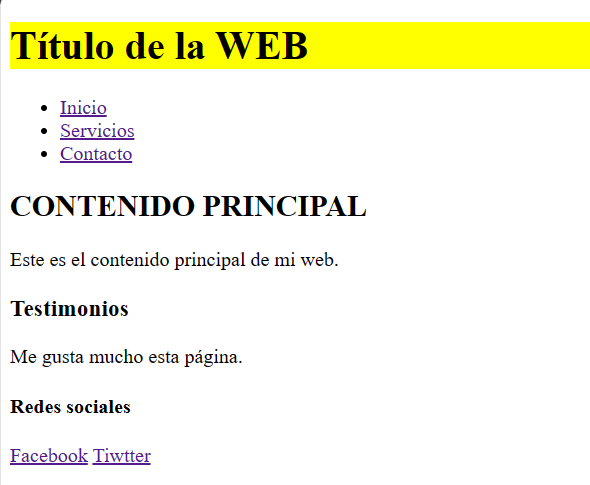 Título de la WEB
Inicio
Servicios
Contacto
CONTENIDO PRINCIPAL
Este es el contenido principal de mi web.
Testimonios
Me gusta mucho esta página.
Redes sociales
Facebook Tiwtter